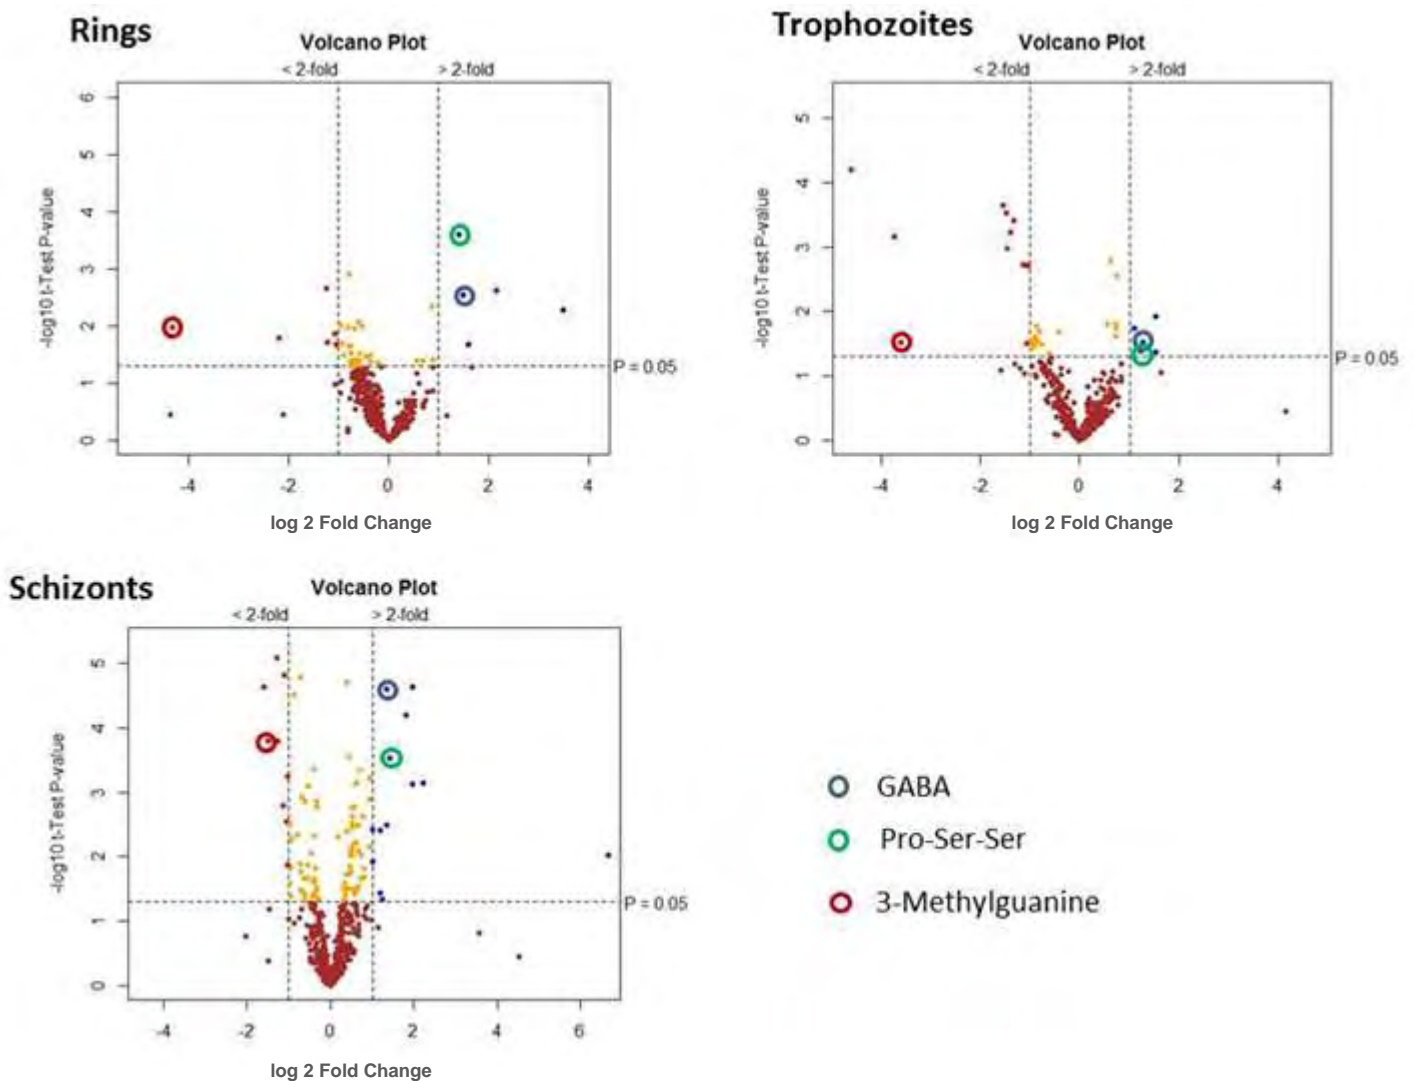 Rings
Volcano Plot
< 2-fold
> 2-fold
6
5
4
3
2
1
0
-log10 t-Test P-value
P = 0.05
-4
-2
0
2
4
log 2 Fold Change
Trophozoites
Volcano Plot
< 2-fold
> 2-fold
5
4
3
2
1
0
-log10 t-Test P-value
P = 0.05
-4
-2
0
2
4
log 2 Fold Change
Schizonts
Volcano Plot
< 2-fold
> 2-fold
5
4
3
2
1
0
-log10 t-Test P-value
P = 0.05
-4
-2
0
2
4
6
log 2 Fold Change
GABA
Pro-Ser-Ser
3-Methylguanine